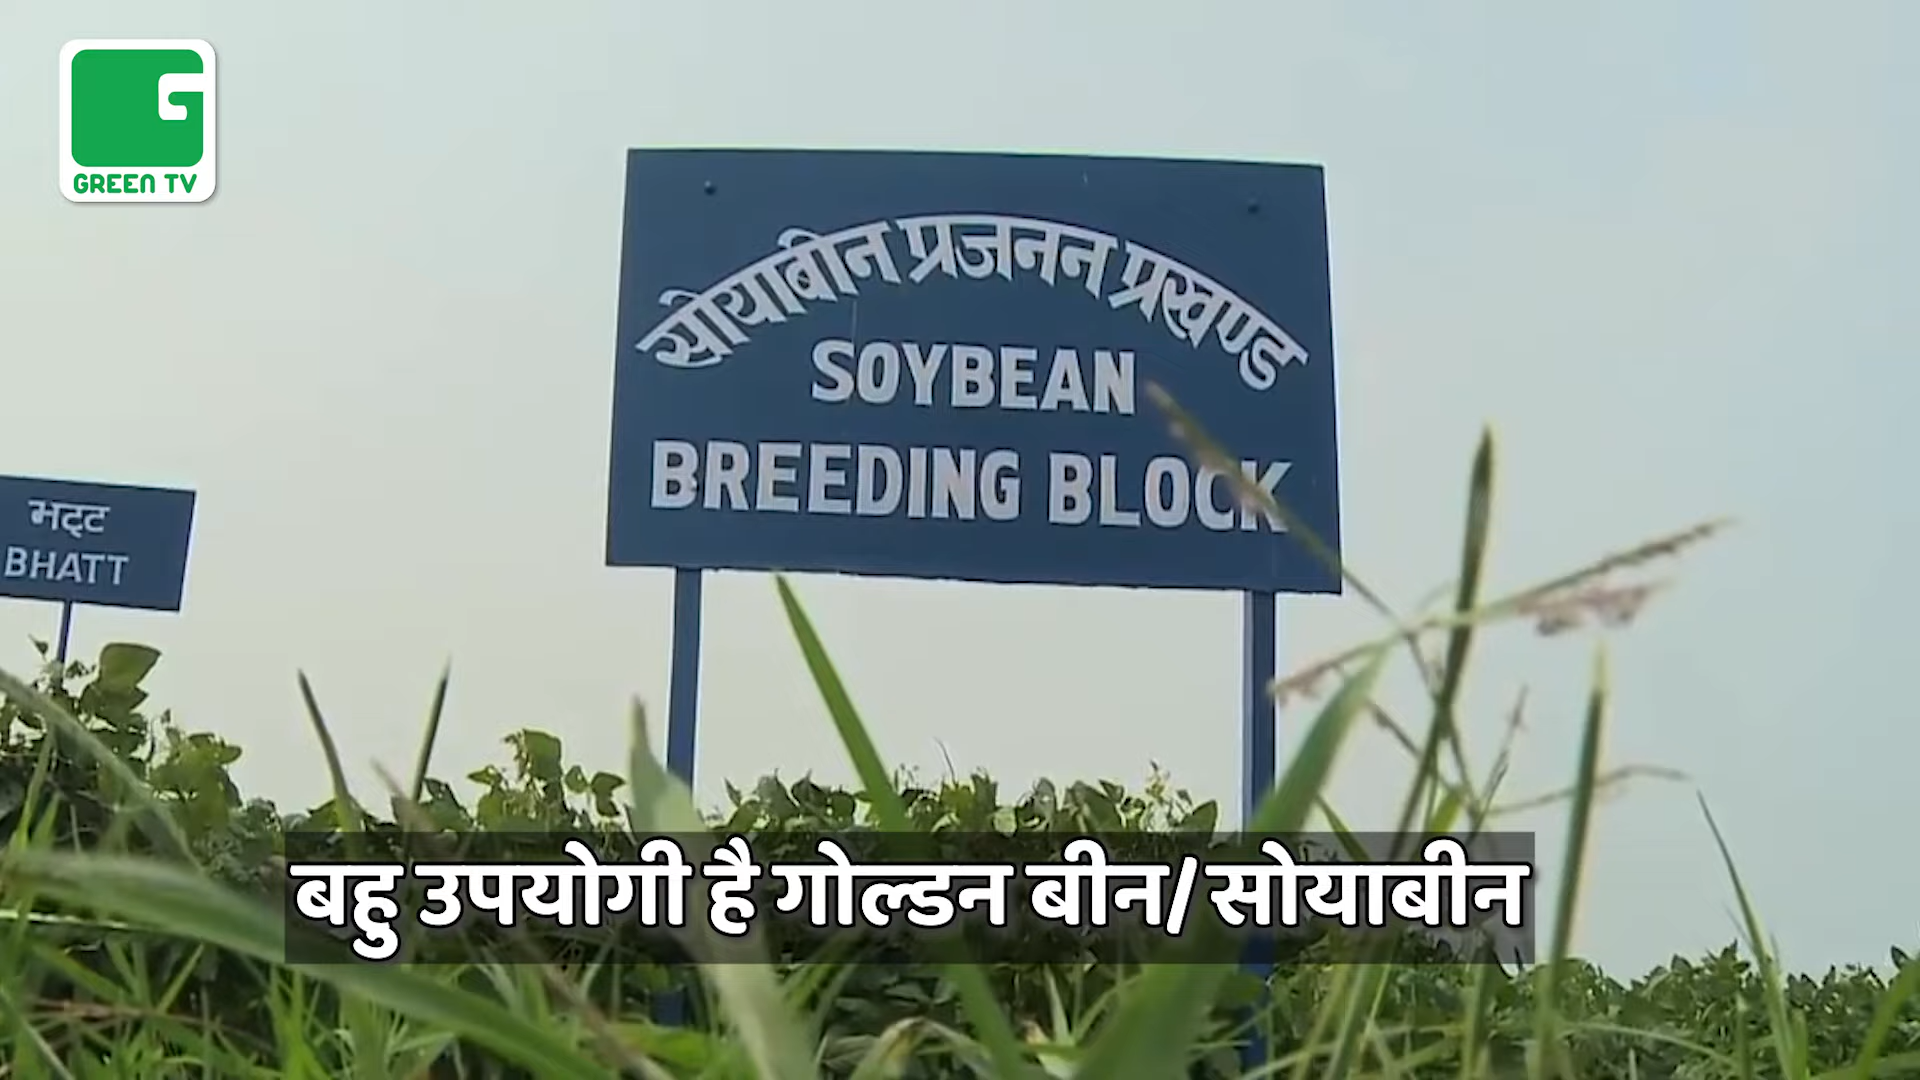 GREEN TV
सोयाबीन प्रजनन प्रखण्ड
SOYBEAN
BREEDING BLOCK
भट्ट
BHATT
बहु उपयोगी है गोल्डन बीन/सोयाबीन